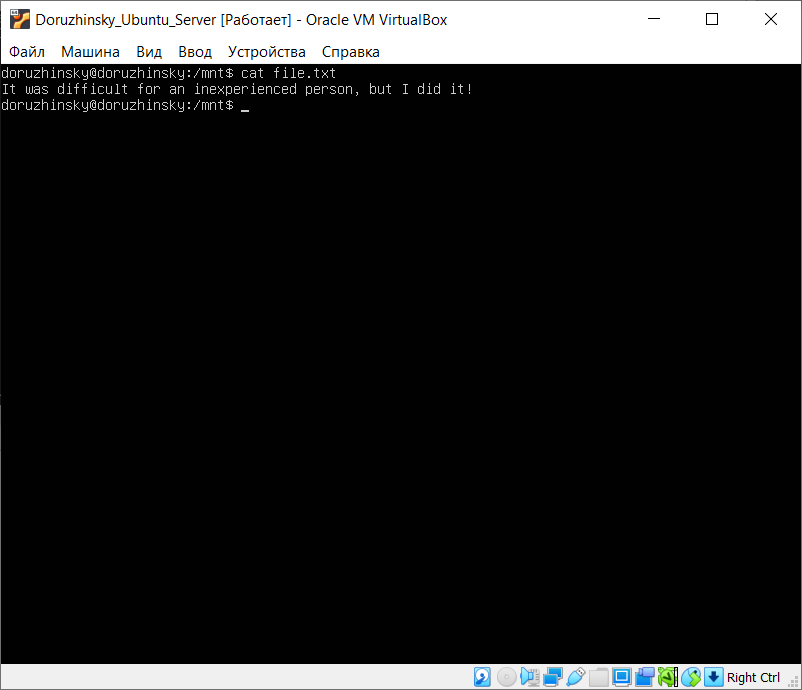 Doruzhinsky_Ubuntu_Server [Работает] - Oracle VM VirtualBox
Файл Машина Вид Ввод Устройства Справка
doruzhinsky@doruzhinsky:/mnt$ cat file.txt
It was difficult for an inexperienced person, but I did it!
doruzhinsky@doruzhinsky:/mnt$ _
Right Ctrl